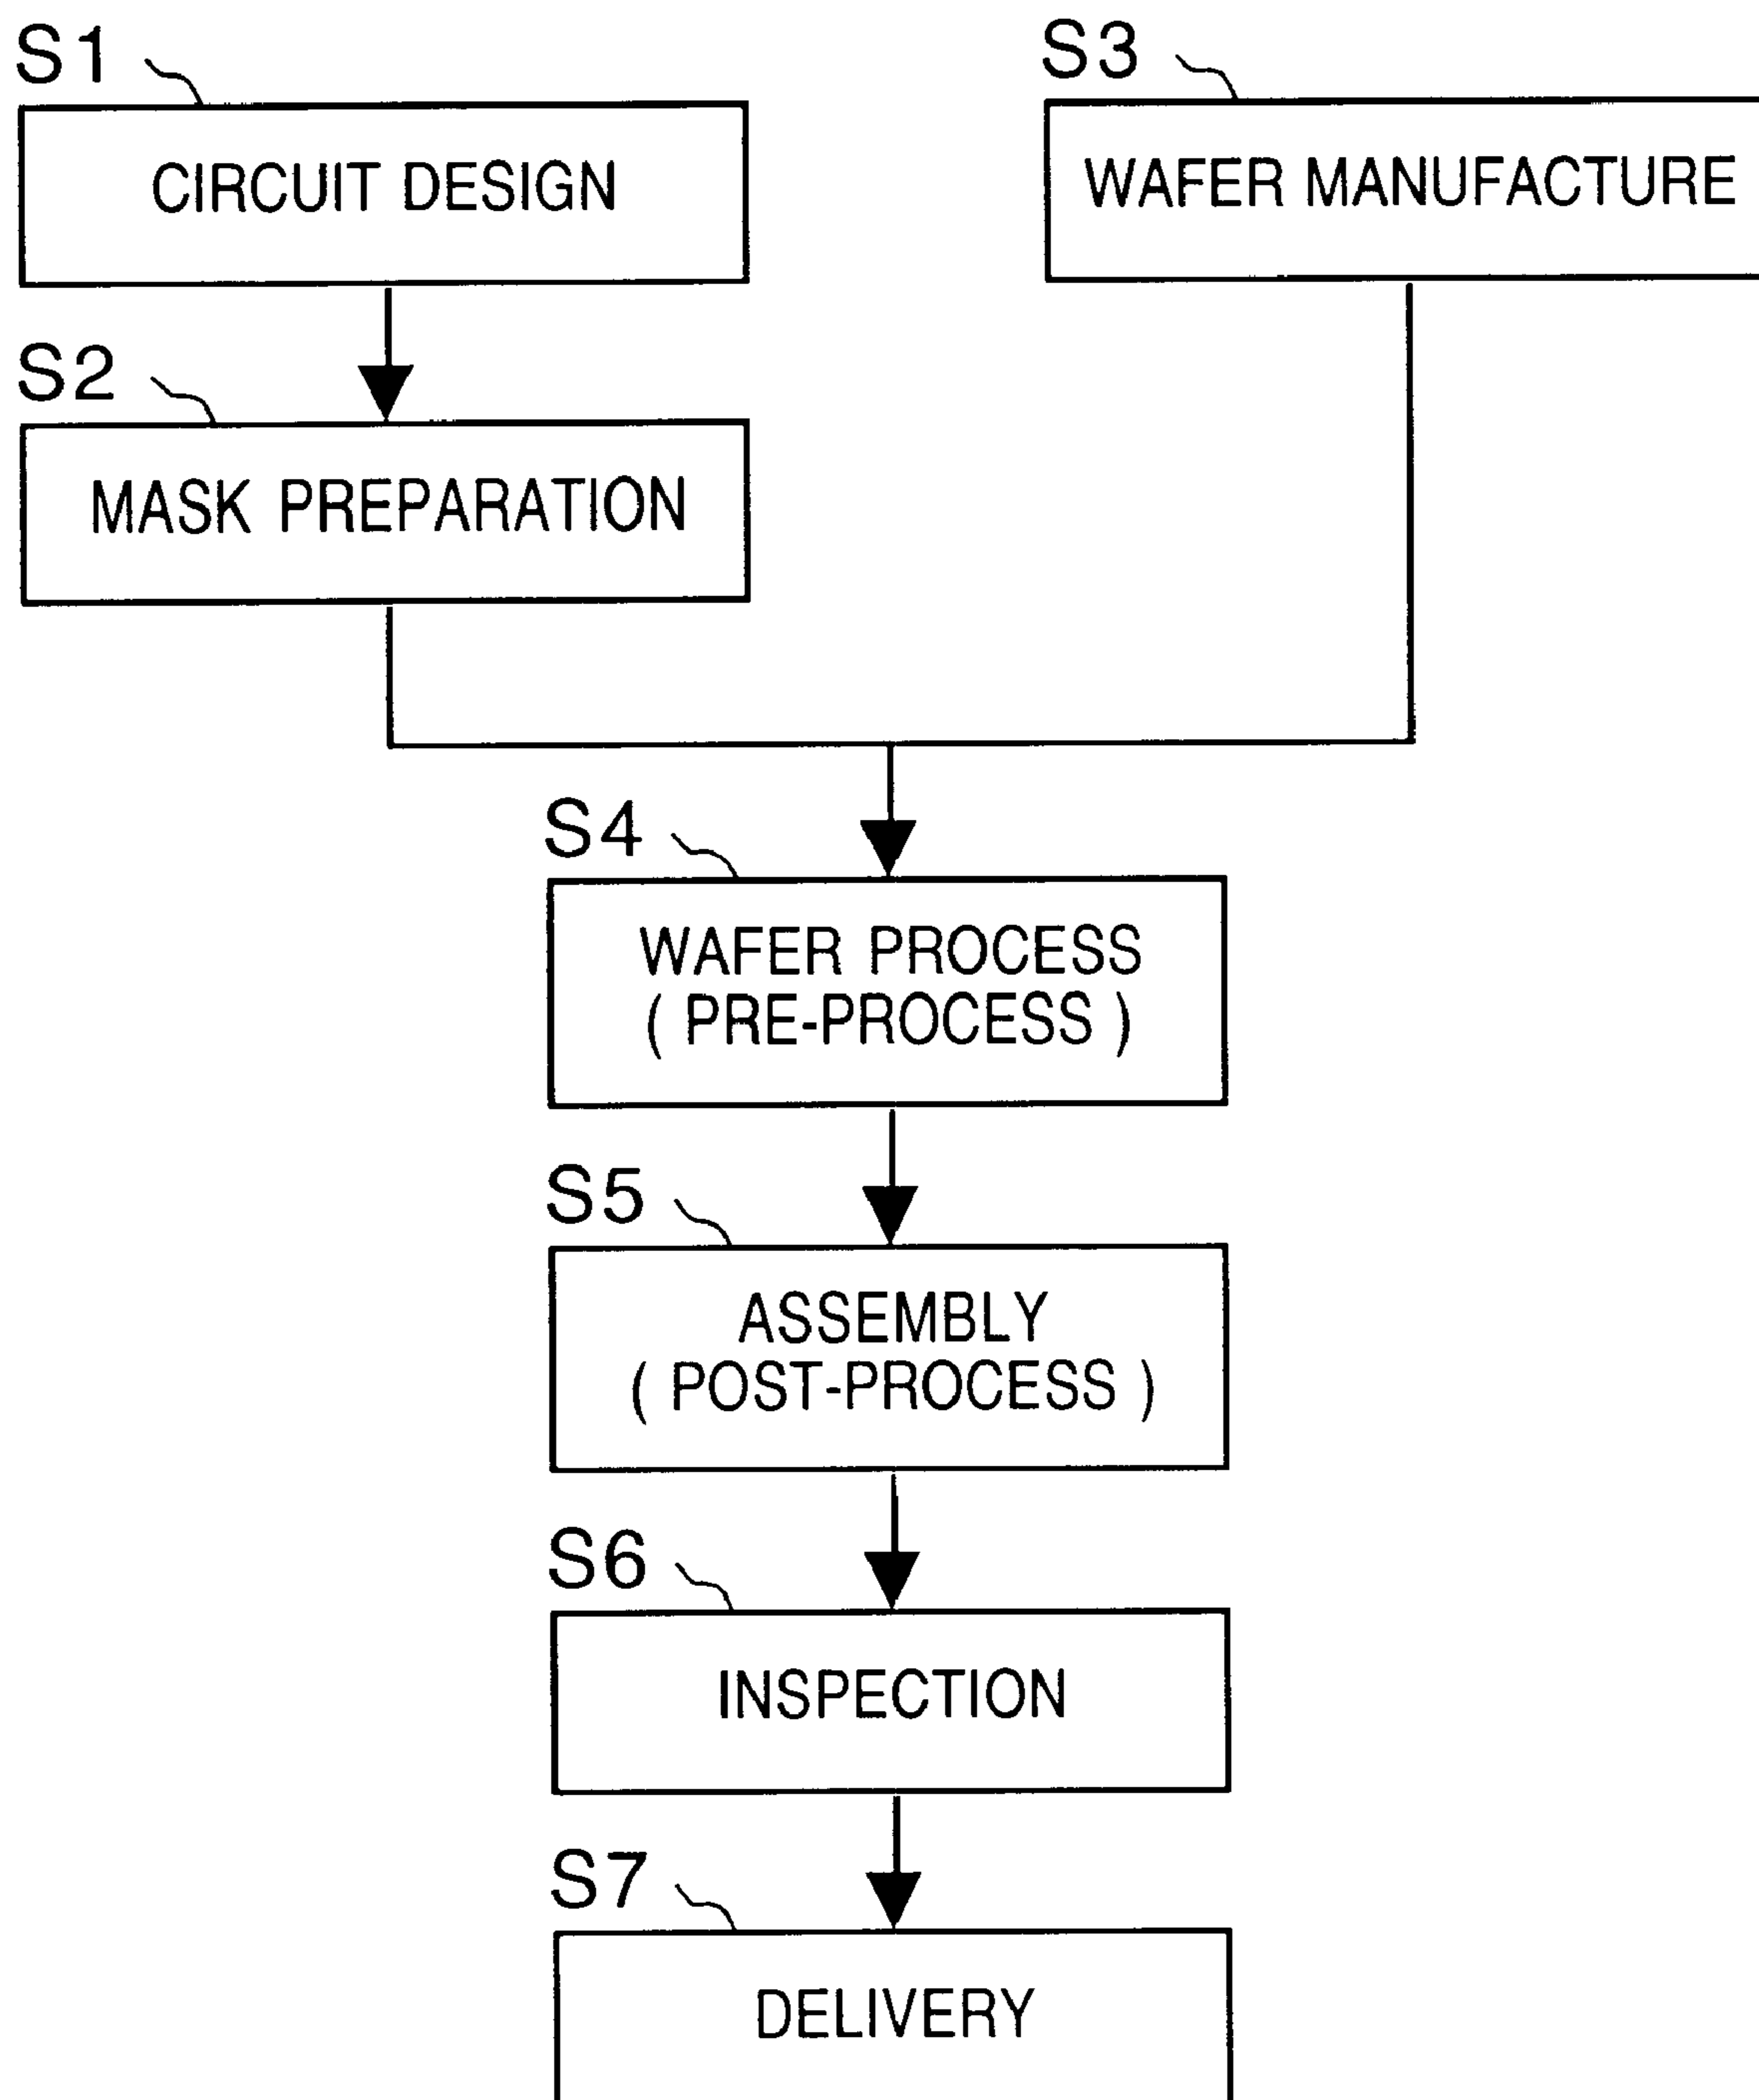 S1
CIRCUIT DESIGN
S3
WAFER MANUFACTURE
S2
MASK PREPARATION
S4
WAFER PROCESS
( PRE-PROCESS )
S5
ASSEMBLY
( POST-PROCESS )
S6
INSPECTION
S7
DELIVERY